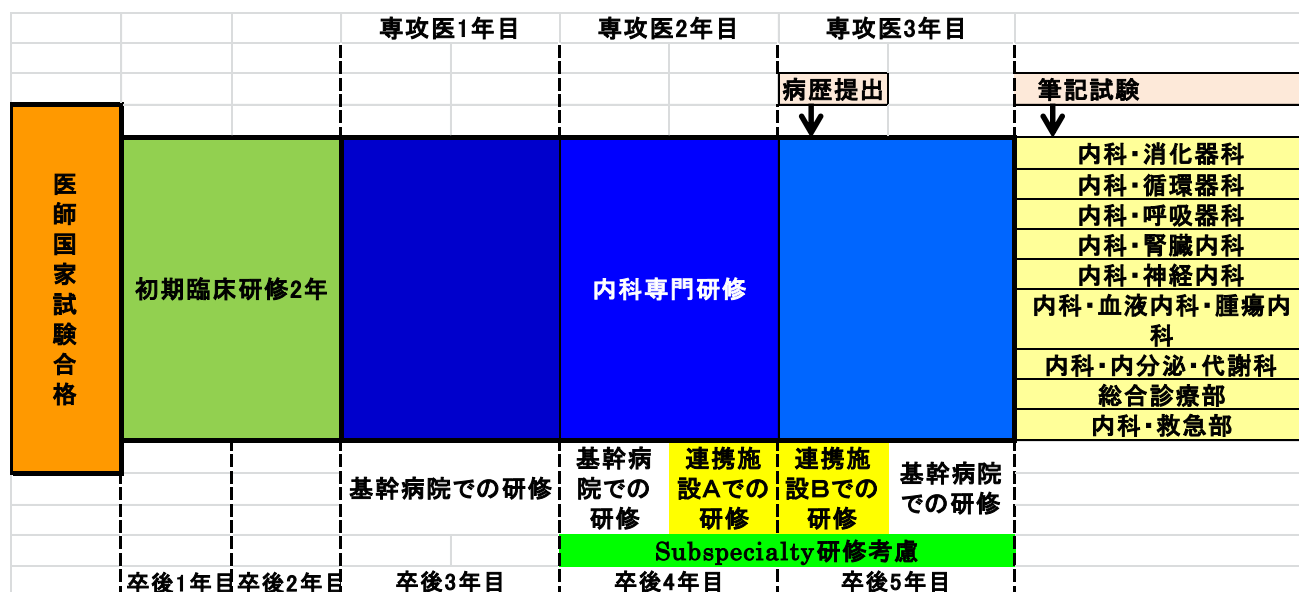 専攻医1年目 専攻医2年目 専攻医3年目
病歴提出 筆記試験
医師国家試験合格
初期臨床研修2年
内科専門研修
内科・消化器科
内科・循環器科
内科・呼吸器科
内科・腎臓内科
内科・神経内科
内科・血液内科・腫瘍内
科
内科・内分泌・代謝科
総合診療部
内科・救急部
基幹病院での研修
基幹病
院での
研修
連携施
設Aでの
研修
連携施
設Bでの
研修
基幹病院
での研修
Subspecialty研修考慮
卒後1年目 卒後2年目 卒後3年目 卒後4年目 卒後5年目